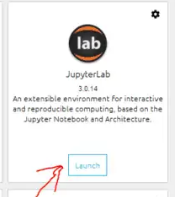 lab
JupyterLab
3.0.14
An extensible environment for interactive
and reproducible computing, based on the
Jupyter Notebook and Architecture.
Launch